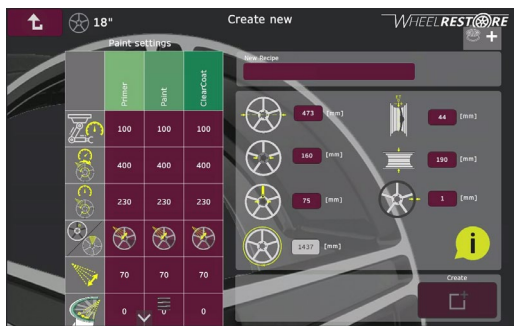 18"
Create new
WHEELRESTORE
Paint settings
New Recipe
Primer Paint ClearCoat
100 100 100
400 400 400
230 230 230
70 70 70
0 0 0
473 [mm]
44 [mm]
160 [mm]
190 [mm]
75 [mm]
1 [mm]
1437 [mm]
i
Create